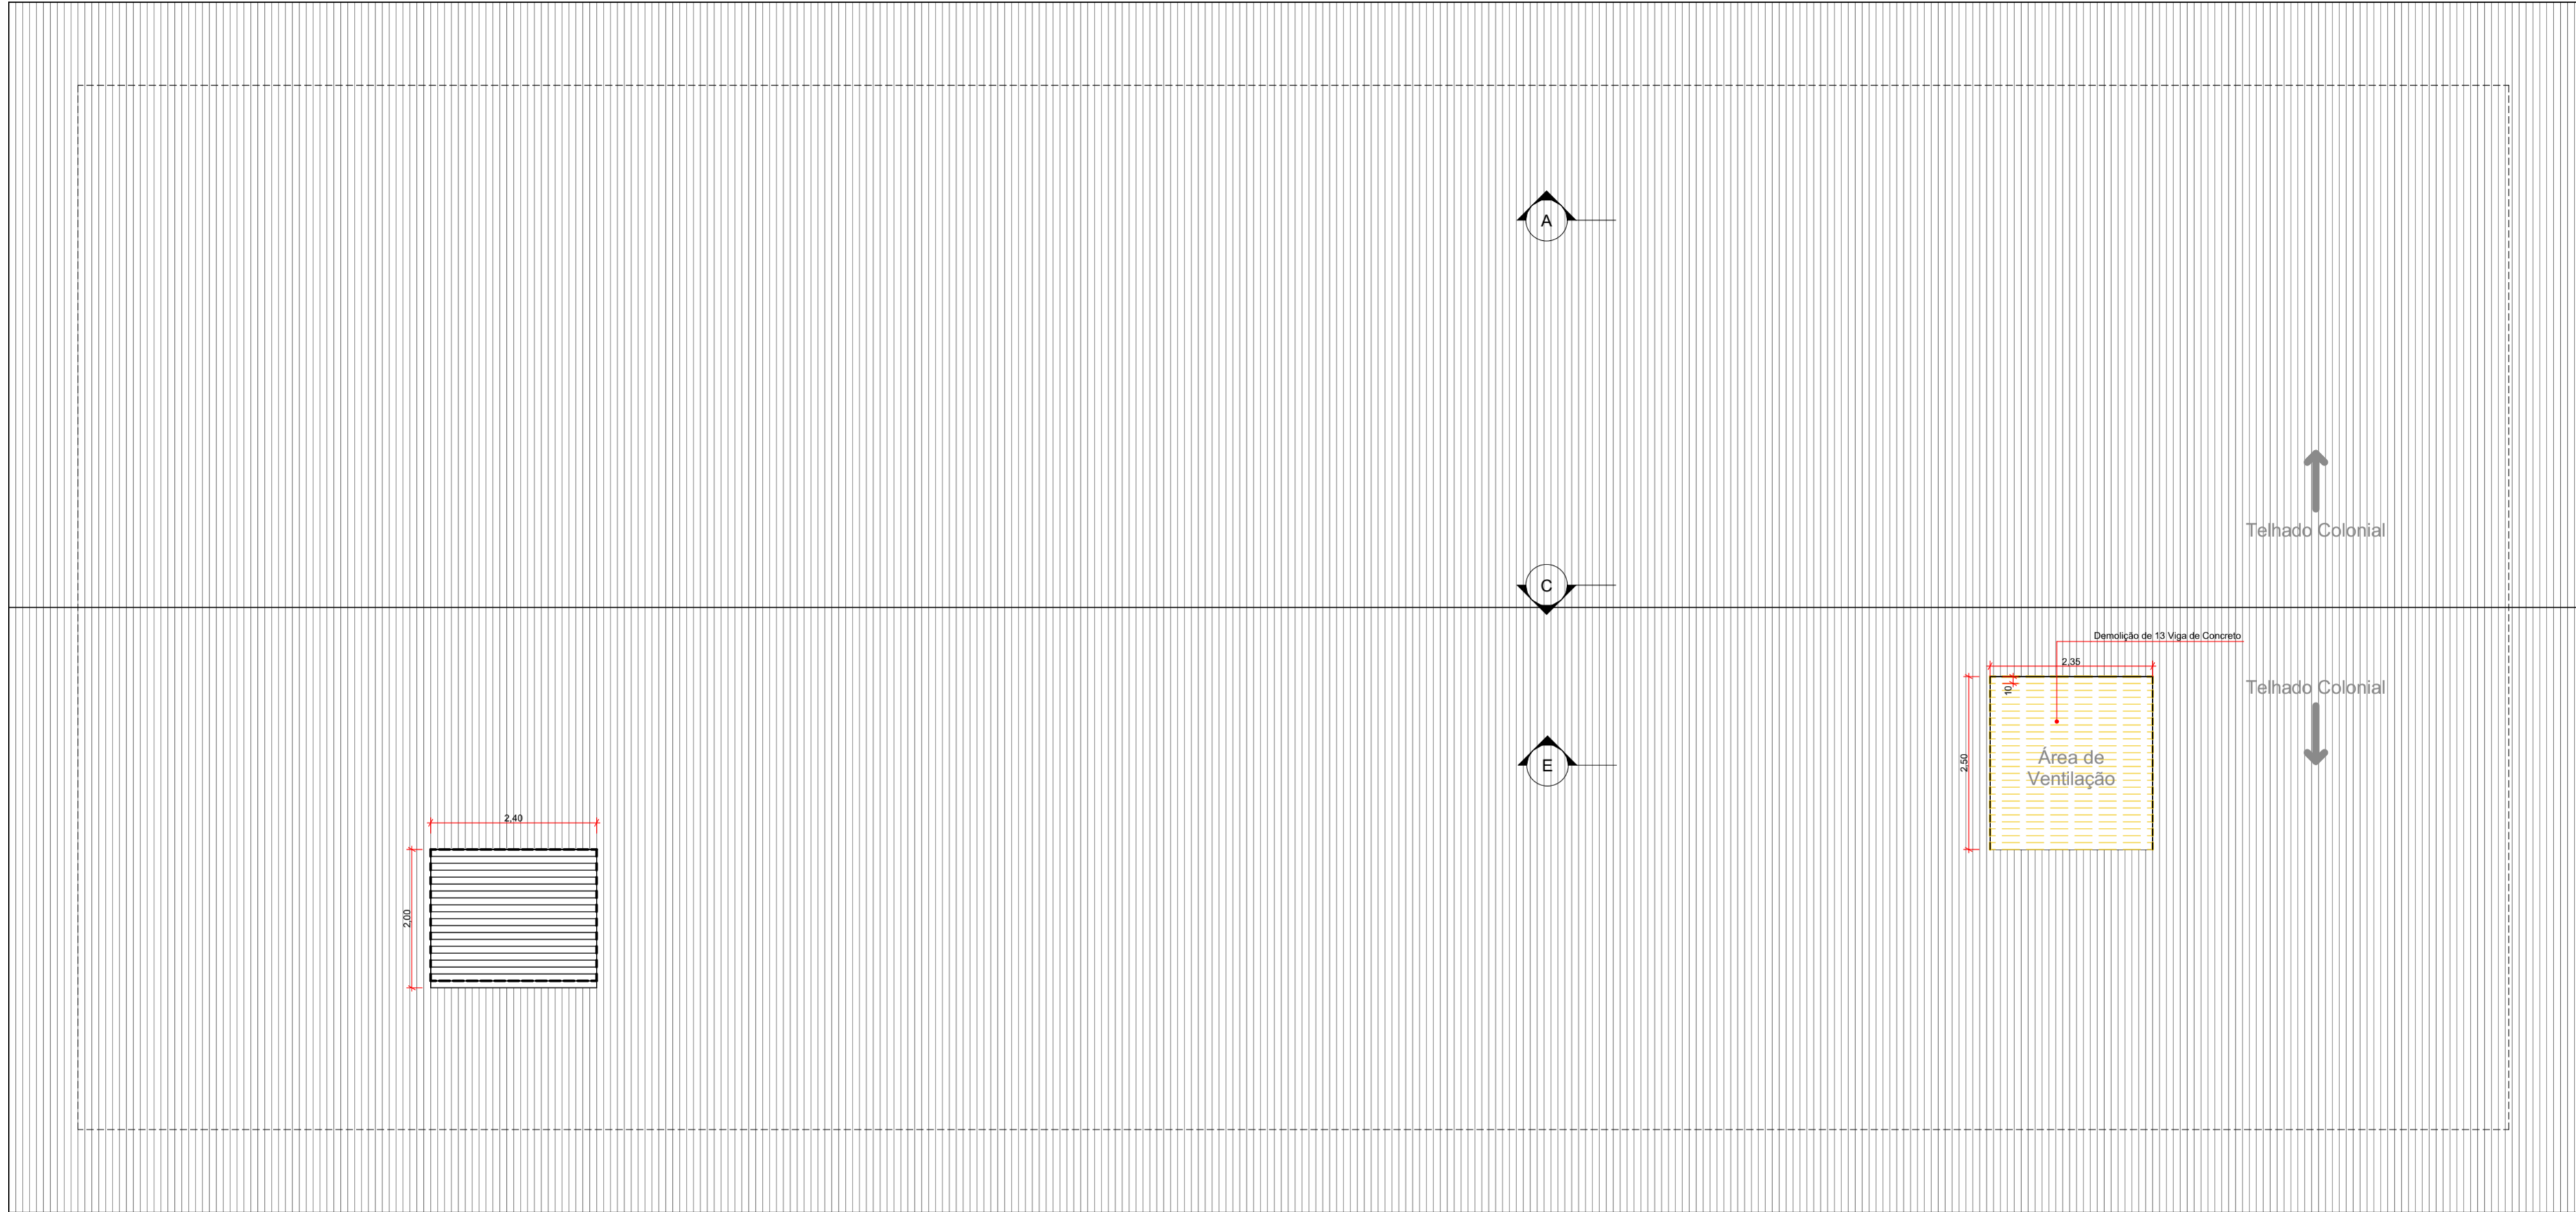 A
Telhado Colonial
C
Demolição de 13 Viga de Concreto
2,35
10
Telhado Colonial
2,50
Área de
Ventilação
E
2,40
2,00